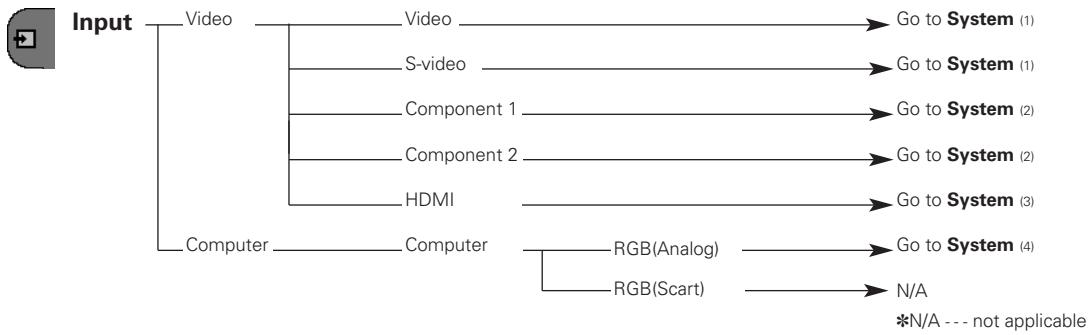 Input Video Video Go to System (1)
S-video Go to System (1)
Component 1 Go to System (2)
Component 2 Go to System (2)
HDMI Go to System (3)
Computer Computer RGB(Analog) Go to System (4)
RGB(Scart) N/A
✽N/A - - - not applicable